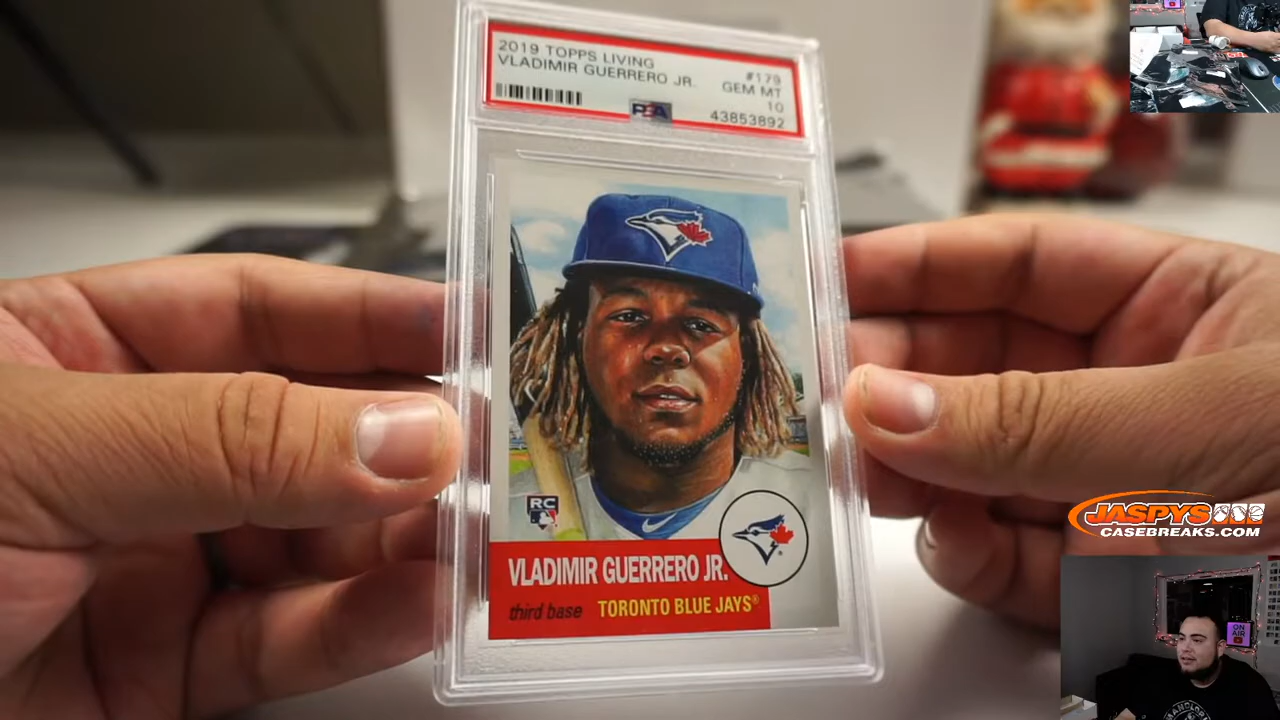 2019 TOPPS LIVING
VLADIMIR GUERRERO JR.
#179
GEM MT
10
PSA
43853892
RC
VLADIMIR GUERRERO JR.
third base
TORONTO BLUE JAYS®
JASPYS
CASEBREAKS.COM
ON
AIR